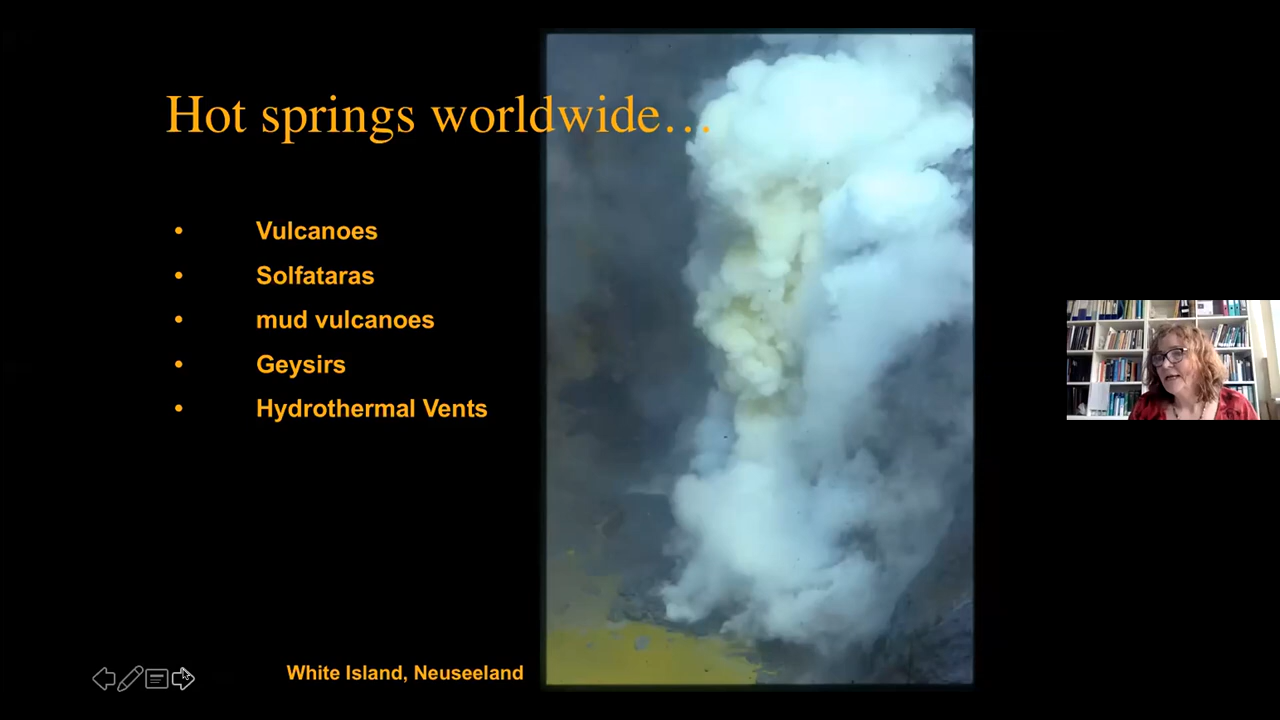 Hot springs worldwide…
• Vulcanoes
• Solfataras
• mud vulcanoes
• Geysirs
• Hydrothermal Vents
White Island, Neuseeland